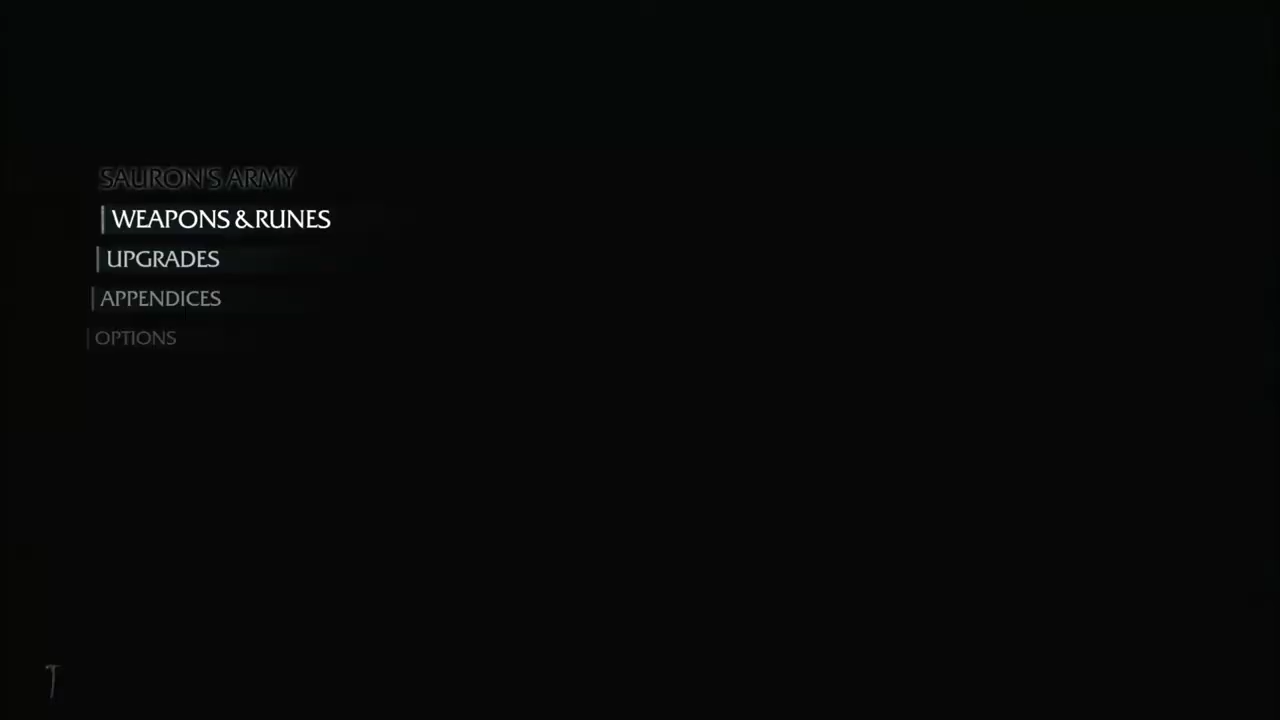 SAURON'S ARMY
WEAPONS & RUNES
UPGRADES
APPENDICES
OPTIONS